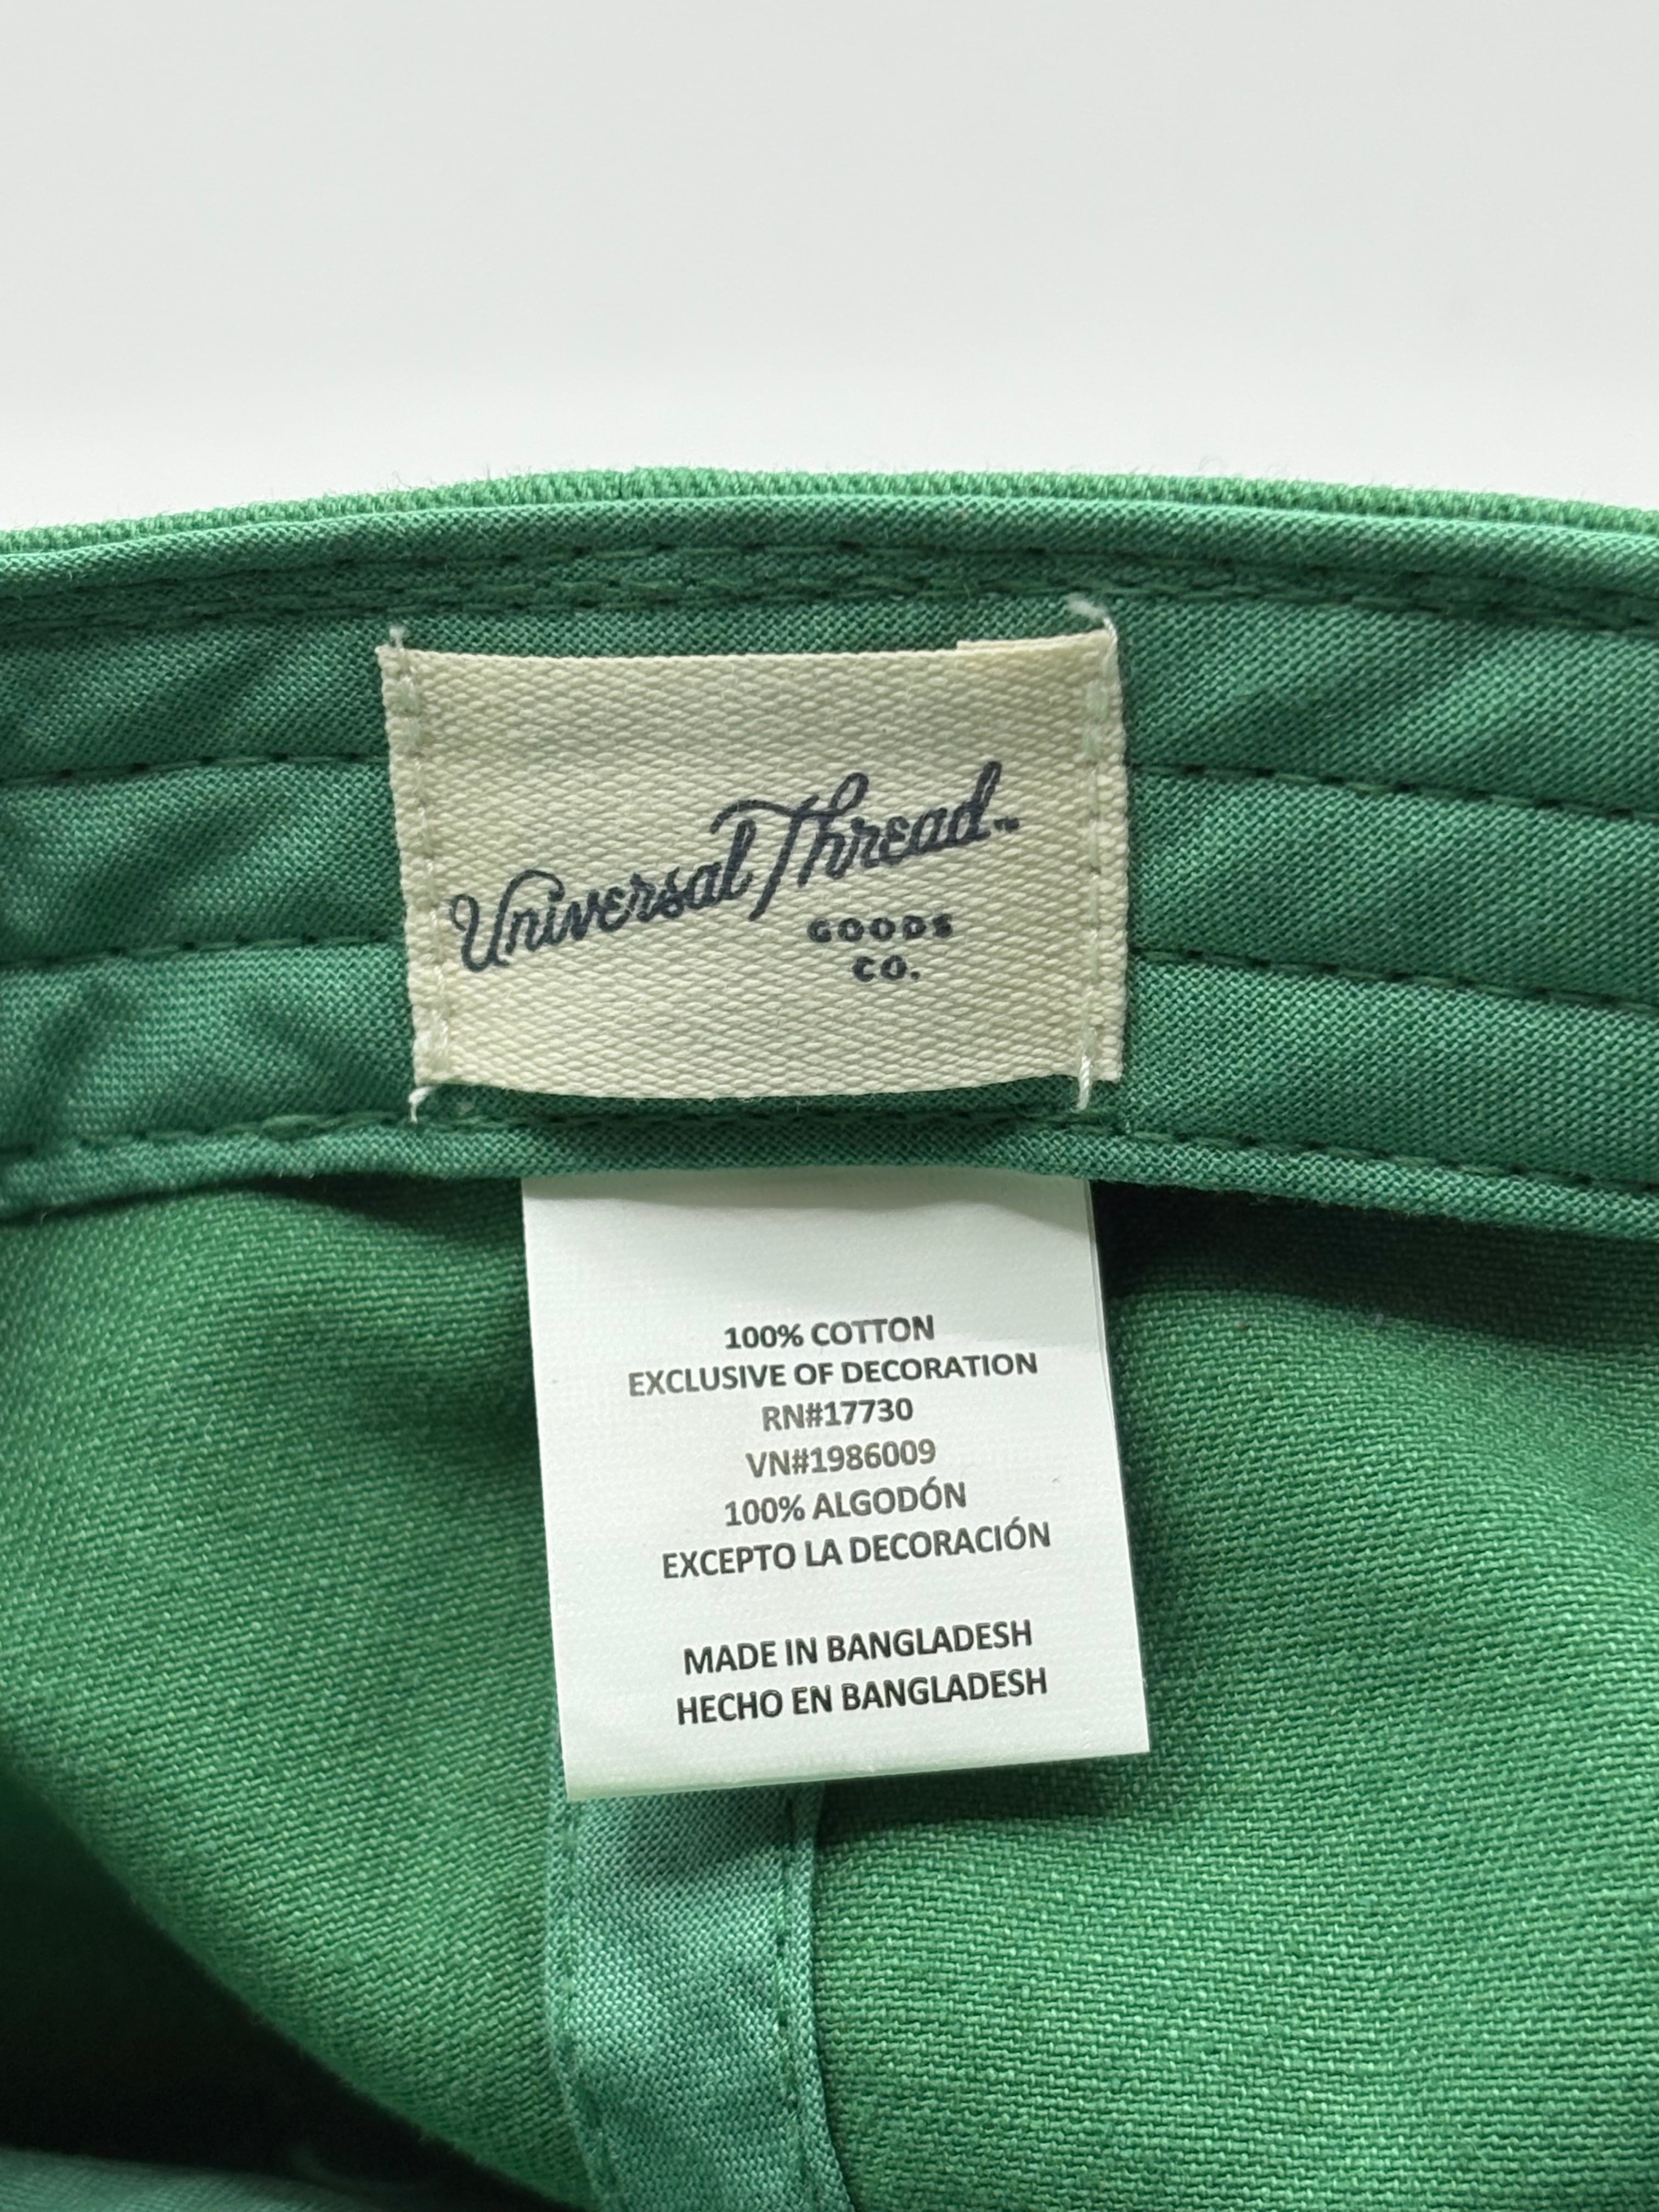 Universal Thread™
GOODS
CO.
100% COTTON
EXCLUSIVE OF DECORATION
RN#17730
VN#1986009
100% ALGODÓN
EXCEPTO LA DECORACIÓN
MADE IN BANGLADESH
HECHO EN BANGLADESH